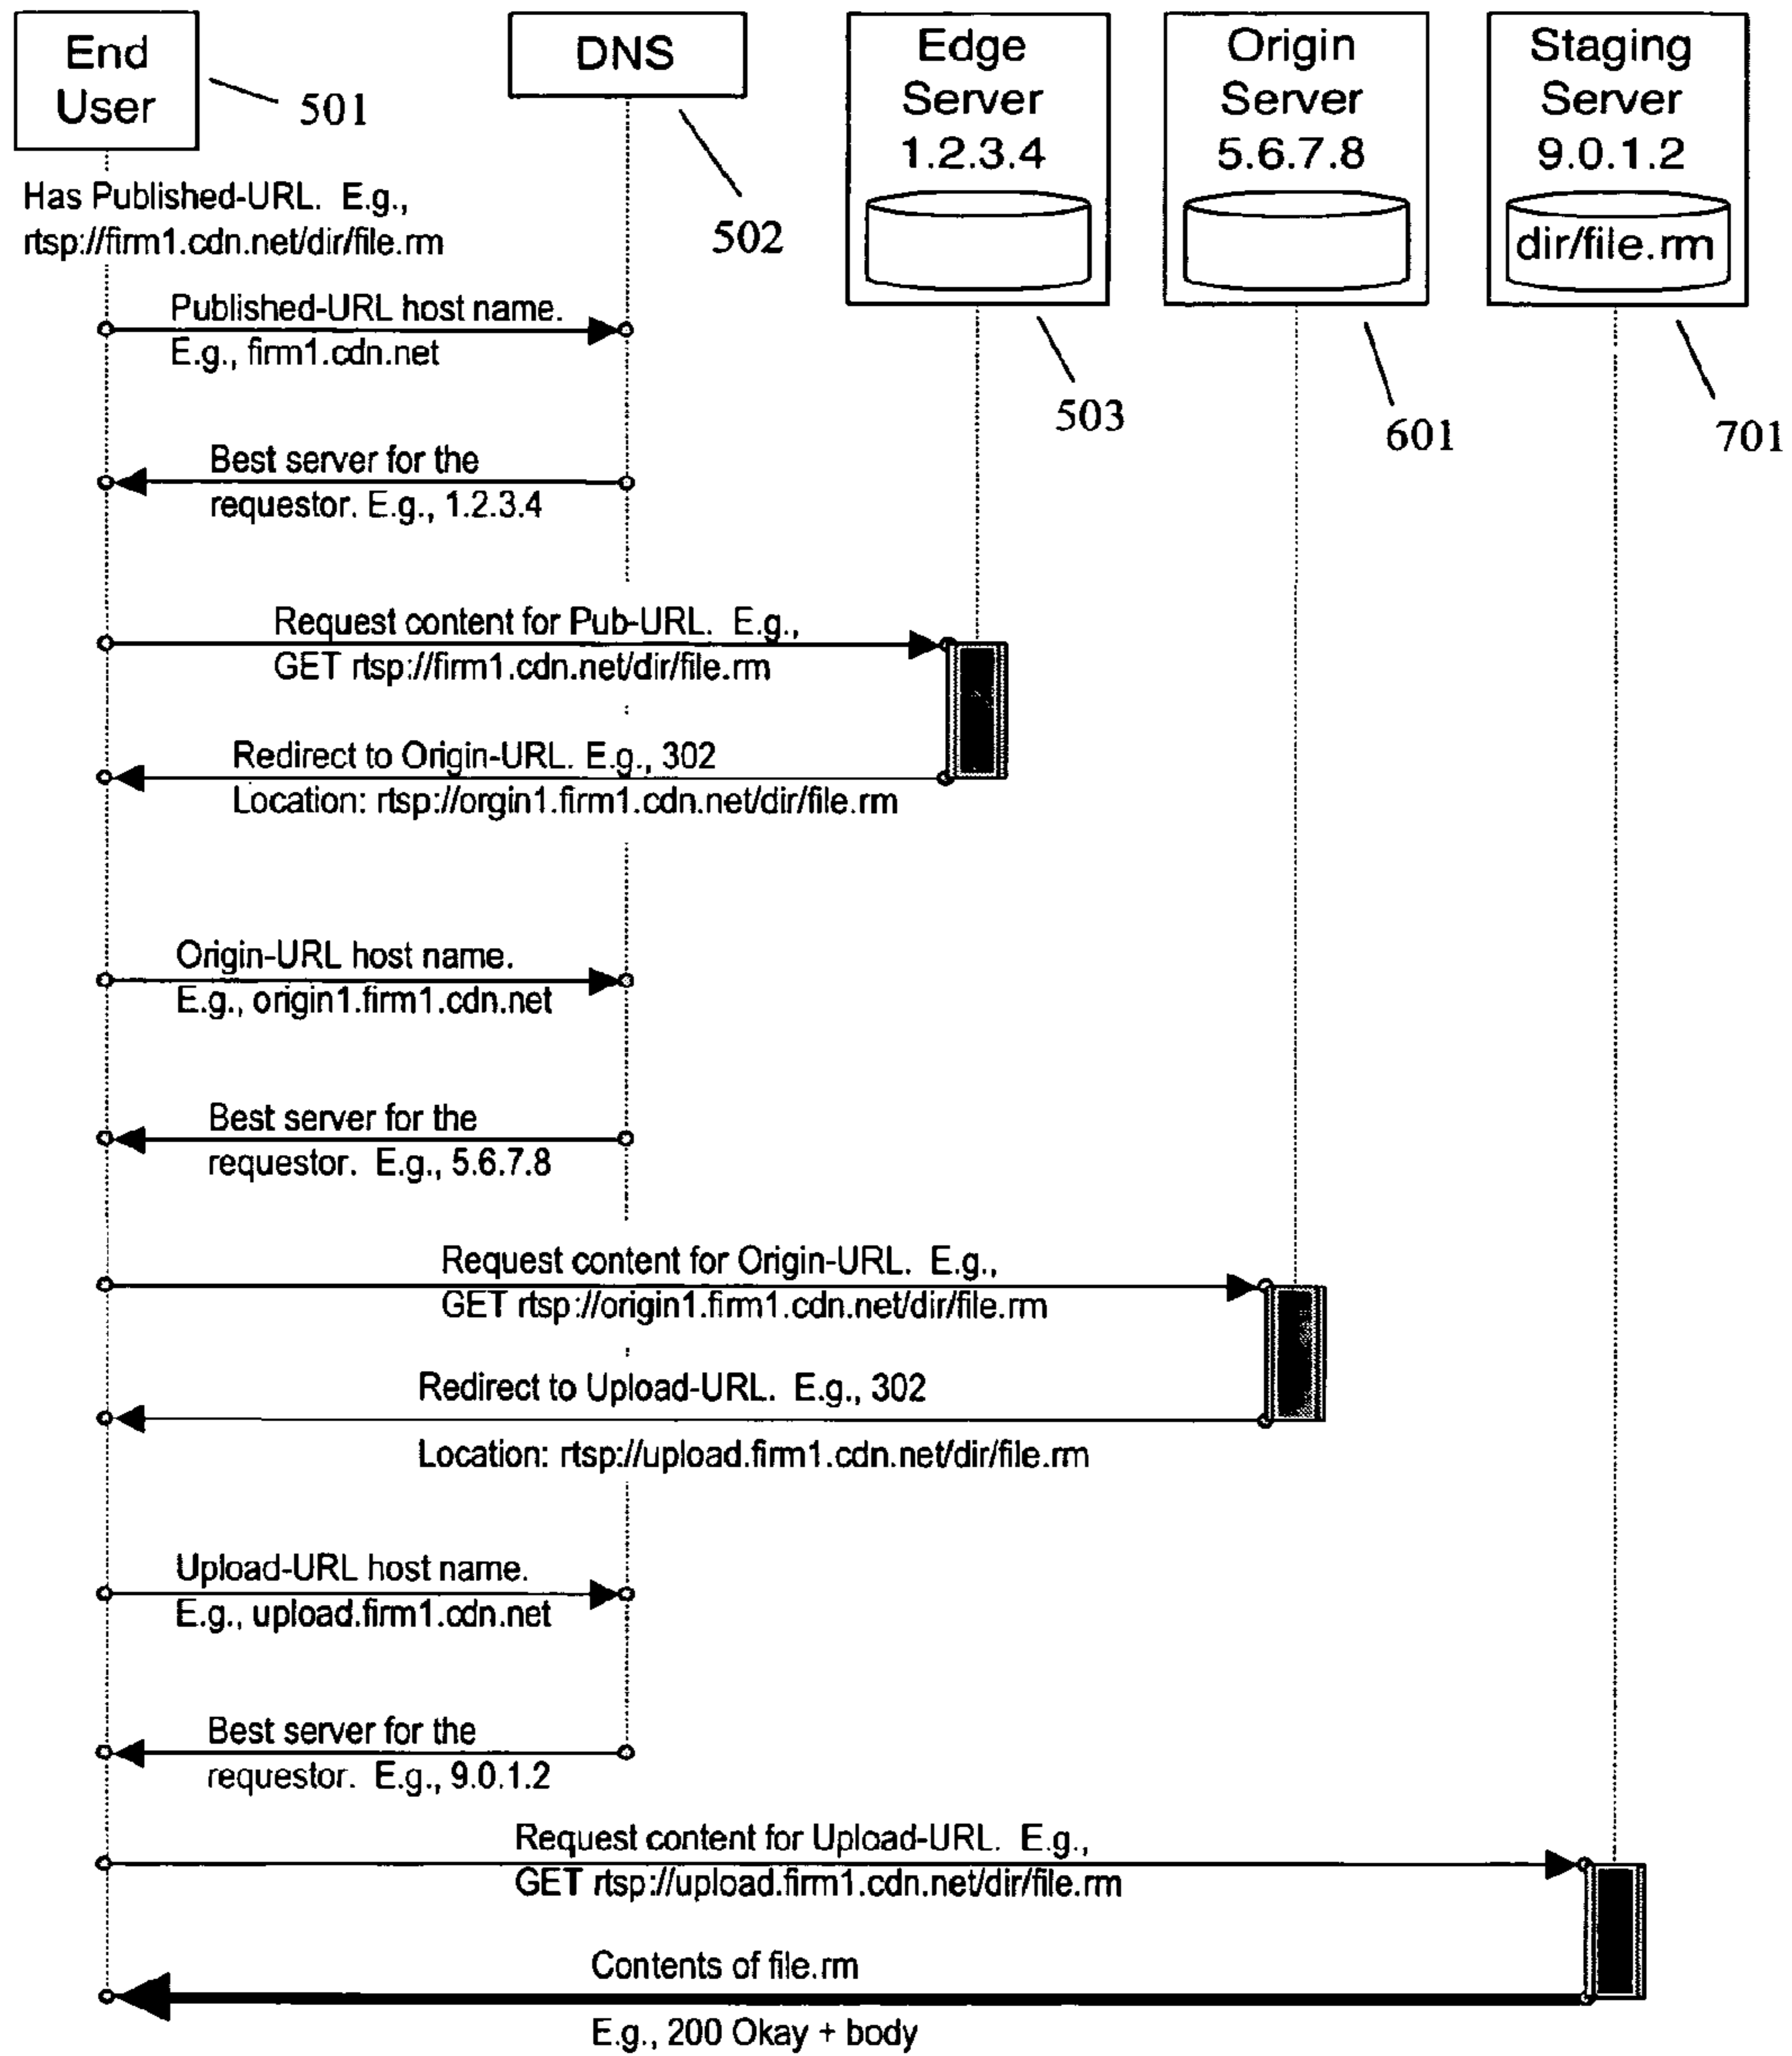 End
User
501
DNS
502
Edge
Server
1.2.3.4
503
Origin
Server
5.6.7.8
601
Staging
Server
9.0.1.2
dir/file.rm
701
Has Published-URL. E.g.,
rtsp://firm1.cdn.net/dir/file.rm
Published-URL host name.
E.g., firm1.cdn.net
Best server for the
requestor. E.g., 1.2.3.4
Request content for Pub-URL. E.g.,
GET rtsp://firm1.cdn.net/dir/file.rm
Redirect to Origin-URL. E.g., 302
Location: rtsp://orgin1.firm1.cdn.net/dir/file.rm
Origin-URL host name.
E.g., origin1.firm1.cdn.net
Best server for the
requestor. E.g., 5.6.7.8
Request content for Origin-URL. E.g.,
GET rtsp://origin1.firm1.cdn.net/dir/file.rm
Redirect to Upload-URL. E.g., 302
Location: rtsp://upload.firm1.cdn.net/dir/file.rm
Upload-URL host name.
E.g., upload.firm1.cdn.net
Best server for the
requestor. E.g., 9.0.1.2
Request content for Upload-URL. E.g.,
GET rtsp://upload.firm1.cdn.net/dir/file.rm
Contents of file.rm
E.g., 200 Okay + body